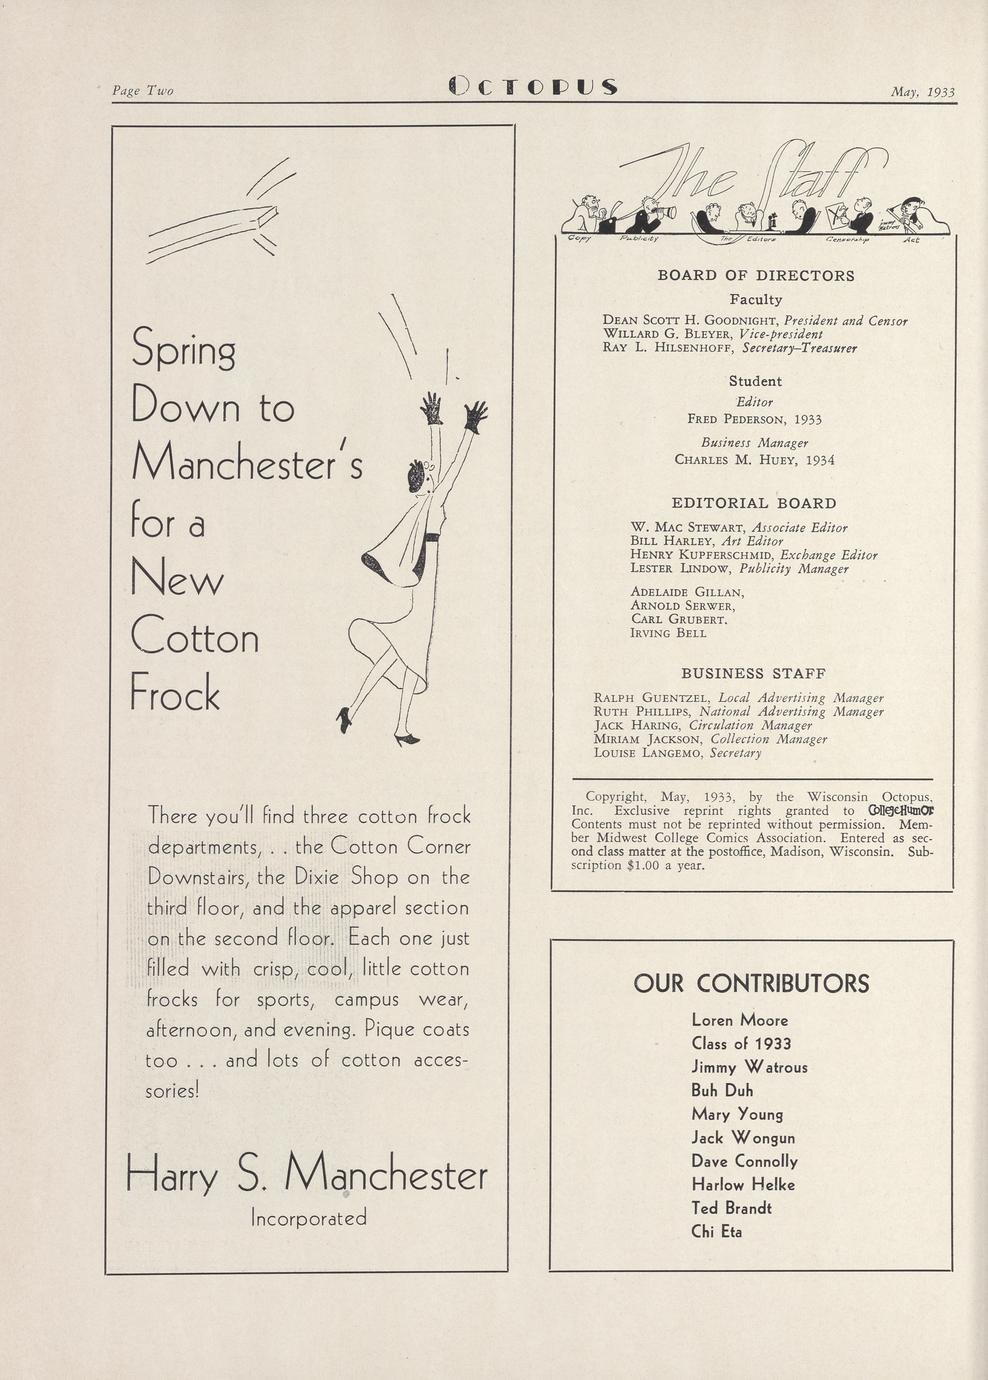 Page Two
OCTOPUS
May, 1933
Spring
Down to
Manchester's
for a
New
Cotton
Frock
There you'll find three cotton frock
departments, . . the Cotton Corner
Downstairs, the Dixie Shop on the
third floor, and the apparel section
on the second floor. Each one just
filled with crisp, cool, little cotton
frocks for sports, campus wear,
afternoon, and evening. Pique coats
too . . . and lots of cotton acces-
sories!
Harry S. Manchester
Incorporated
The Staff
Copy Publicity The Editors Censorship Art
BOARD OF DIRECTORS
Faculty
DEAN SCOTT H. GOODNIGHT, President and Censor
WILLARD G. BLEYER, Vice-president
RAY L. HILSENHOFF, Secretary-Treasurer
Student
Editor
FRED PEDERSON, 1933
Business Manager
CHARLES M. HUEY, 1934
EDITORIAL BOARD
W. MAC STEWART, Associate Editor
BILL HARLEY, Art Editor
HENRY KUPFERSCHMID, Exchange Editor
LESTER LINDOW, Publicity Manager
ADELAIDE GILLAN,
ARNOLD SERWER,
CARL GRUBERT,
IRVING BELL
BUSINESS STAFF
RALPH GUENTZEL, Local Advertising Manager
RUTH PHILLIPS, National Advertising Manager
JACK HARING, Circulation Manager
MIRIAM JACKSON, Collection Manager
LOUISE LANGEMO, Secretary
Copyright, May, 1933, by the Wisconsin Octopus,
Inc. Exclusive reprint rights granted to CollegeHumor
Contents must not be reprinted without permission. Mem-
ber Midwest College Comics Association. Entered as sec-
ond class matter at the postoffice, Madison, Wisconsin. Sub-
scription $1.00 a year.
OUR CONTRIBUTORS
Loren Moore
Class of 1933
Jimmy Watrous
Buh Duh
Mary Young
Jack Wongun
Dave Connolly
Harlow Helke
Ted Brandt
Chi Eta